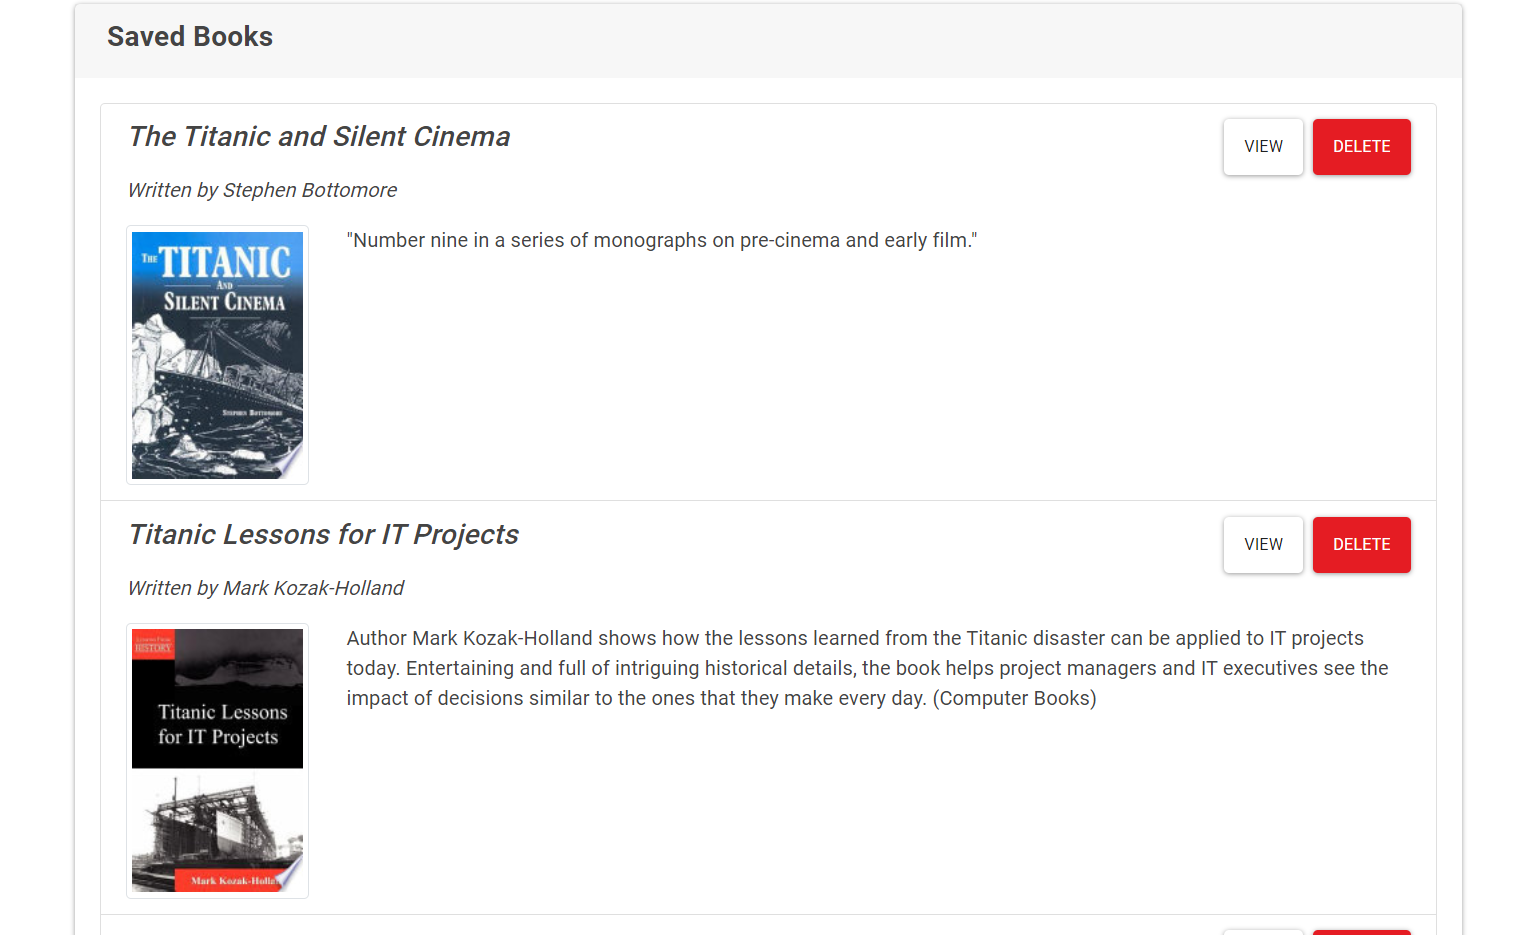 Saved Books
The Titanic and Silent Cinema
VIEW
DELETE
Written by Stephen Bottomore
"Number nine in a series of monographs on pre-cinema and early film."
THE TITANIC
AND
SILENT CINEMA
STEPHEN BOTTOMORE
Titanic Lessons for IT Projects
VIEW
DELETE
Written by Mark Kozak-Holland
Author Mark Kozak-Holland shows how the lessons learned from the Titanic disaster can be applied to IT projects
today. Entertaining and full of intriguing historical details, the book helps project managers and IT executives see the
impact of decisions similar to the ones that they make every day. (Computer Books)
Lessons From
HISTORY
Titanic Lessons
for IT Projects
Mark Kozak-Holla